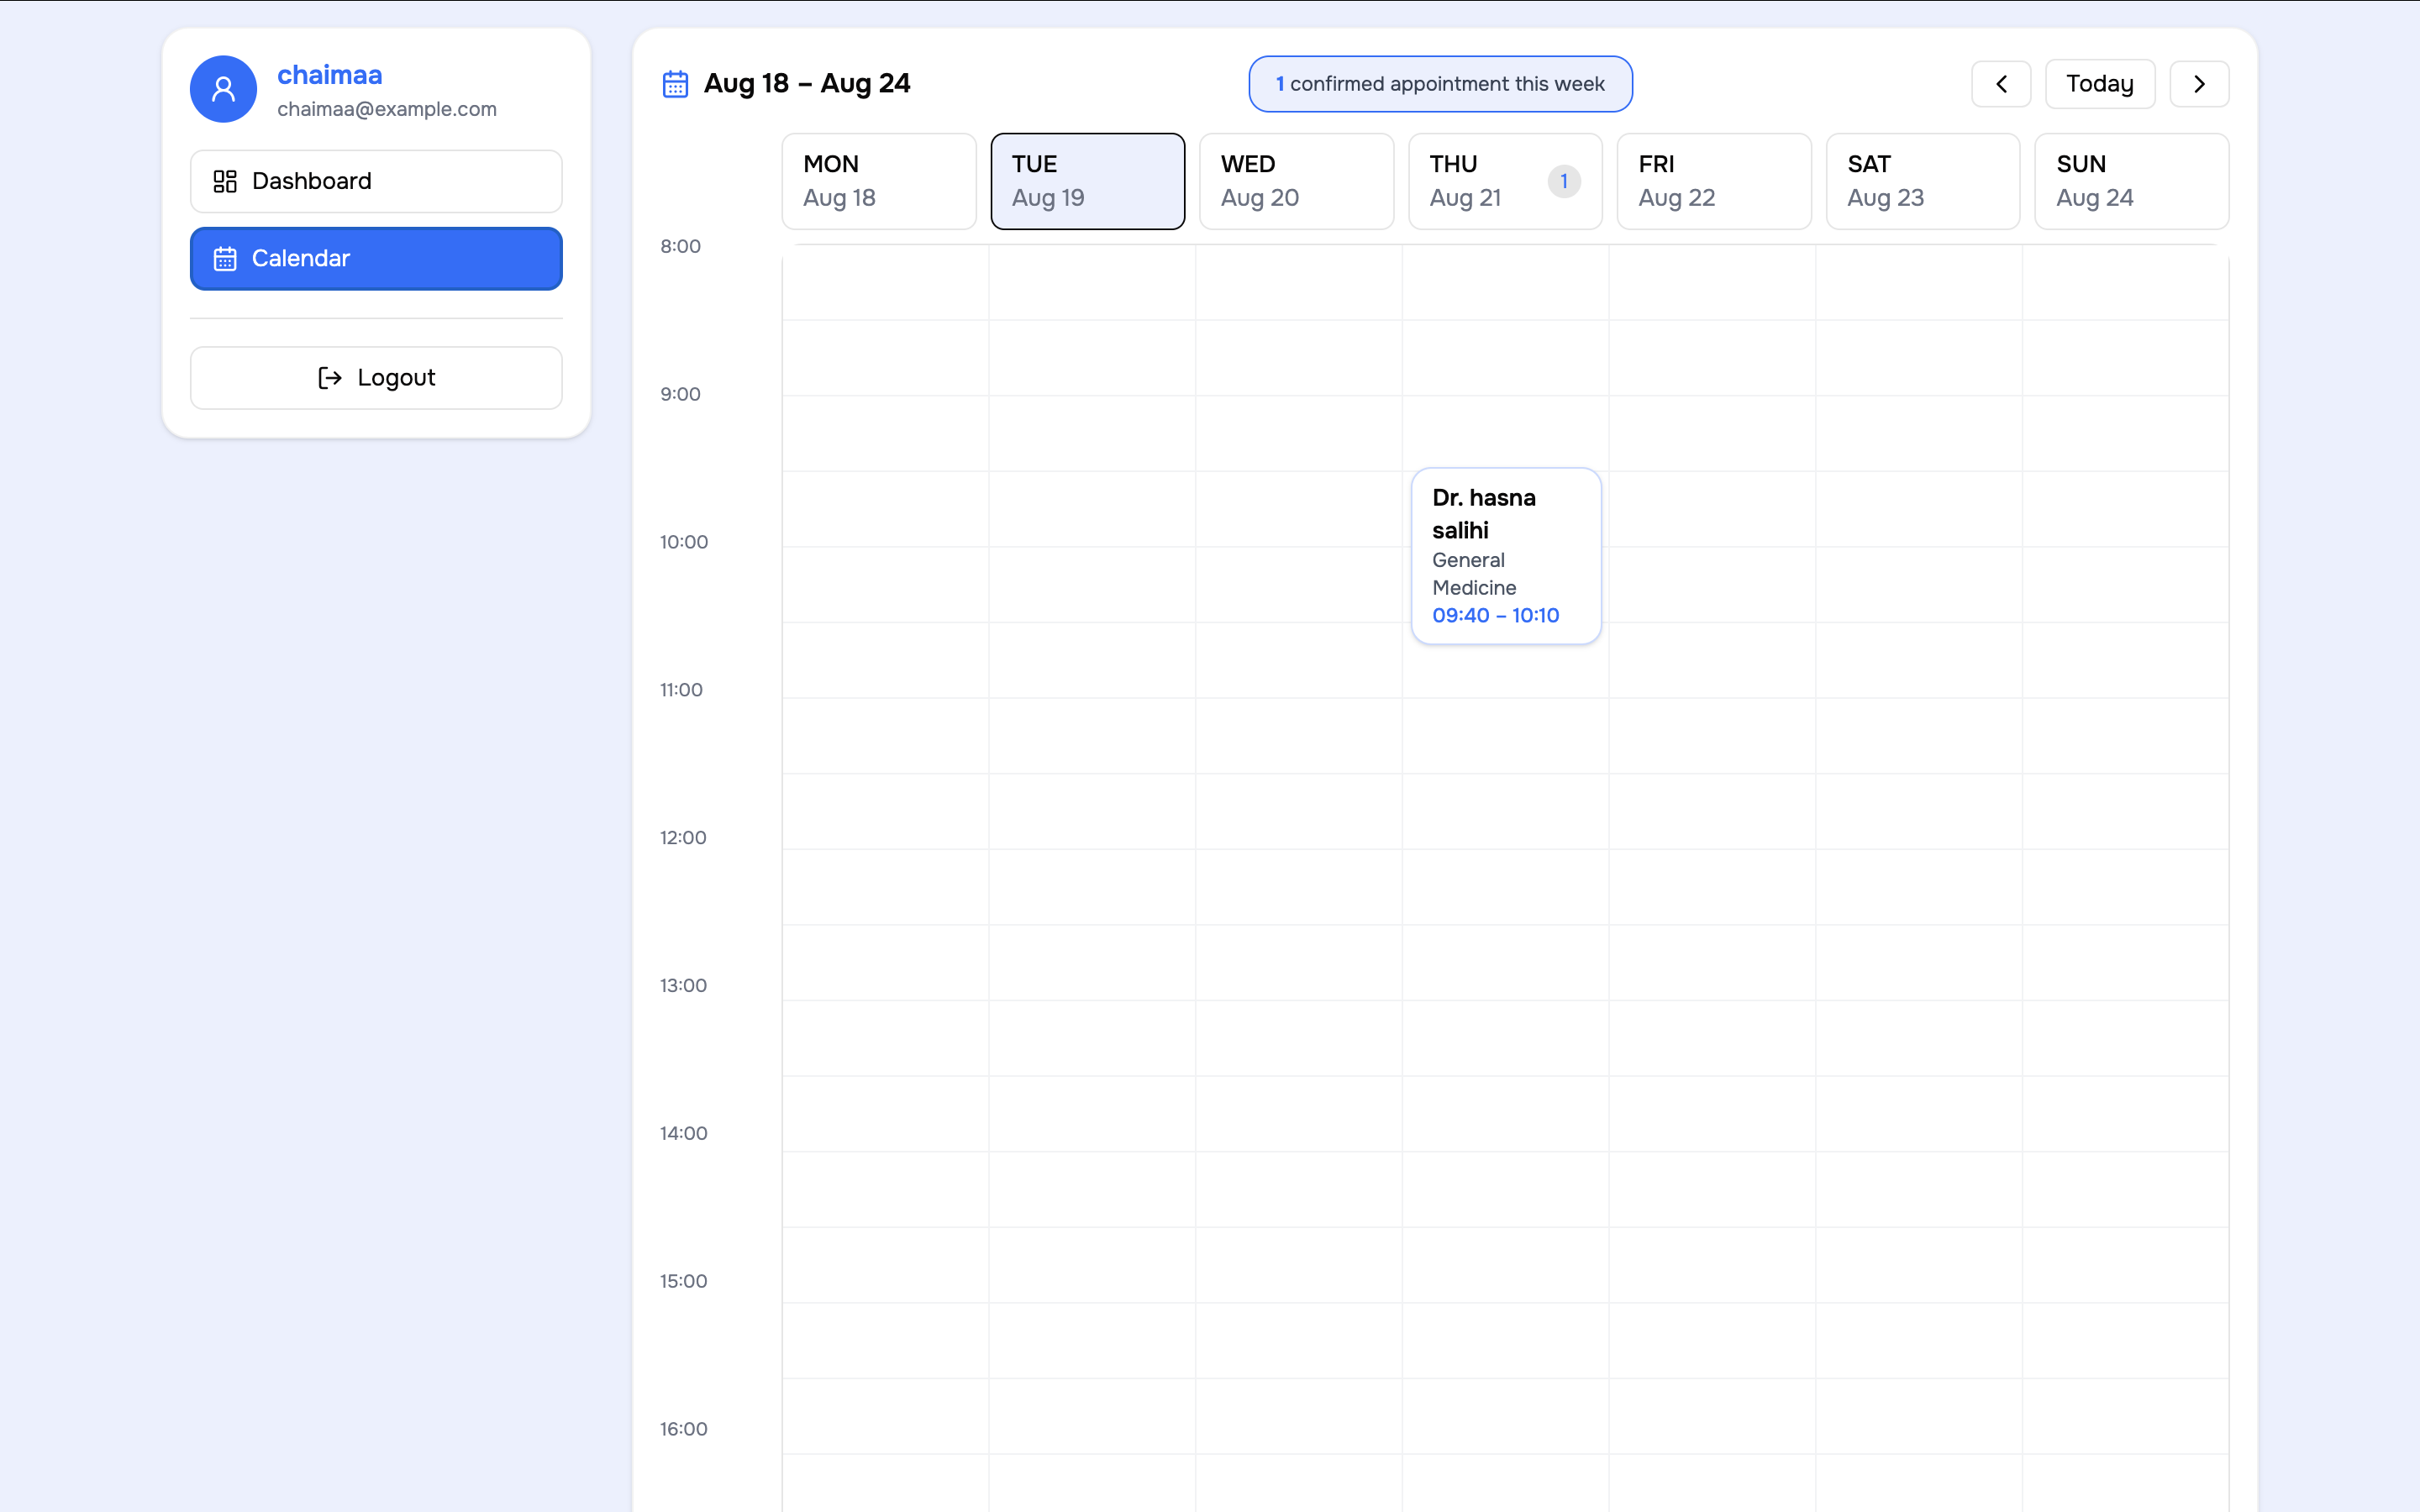 chaimaa
chaimaa@example.com
Dashboard
Calendar
Logout
Aug 18 – Aug 24
1 confirmed appointment this week
Today
MON
Aug 18
TUE
Aug 19
WED
Aug 20
THU
Aug 21
1
FRI
Aug 22
SAT
Aug 23
SUN
Aug 24
8:00
9:00
Dr. hasna
salihi
General
Medicine
09:40 – 10:10
10:00
11:00
12:00
13:00
14:00
15:00
16:00